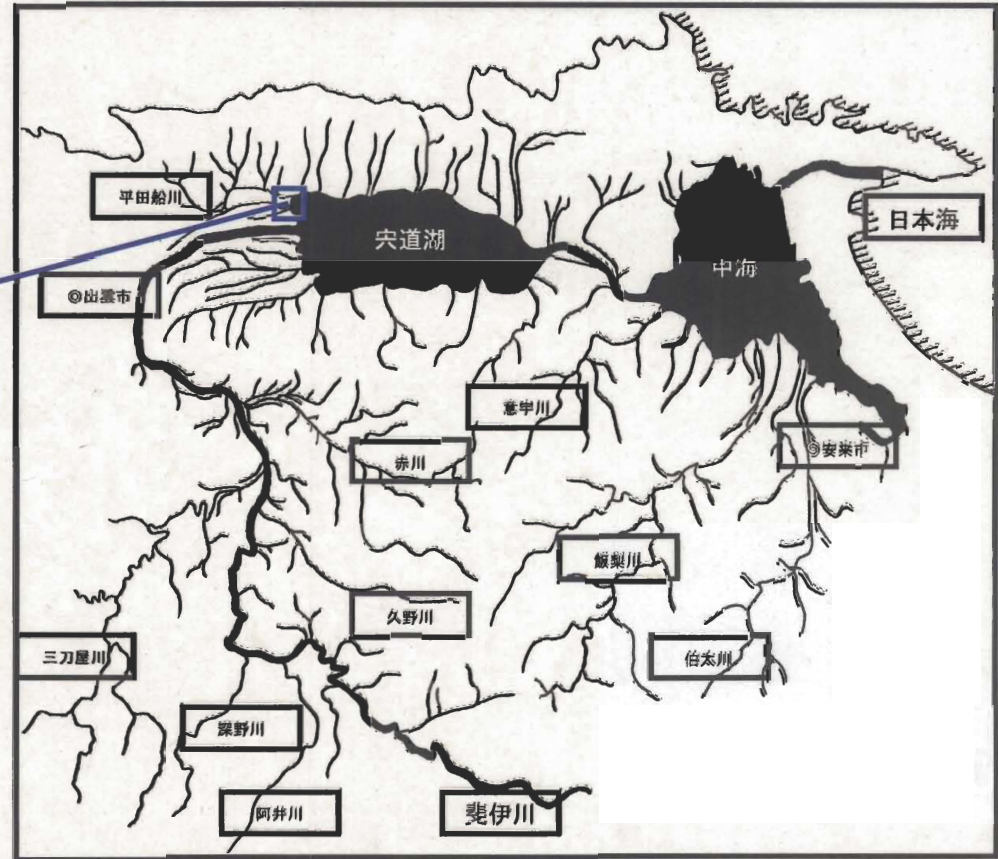 平田船川
宍道湖
日本海
中海
◎出雲市
意宇川
◎安来市
赤川
飯梨川
久野川
三刀屋川
伯太川
深野川
阿井川
斐伊川